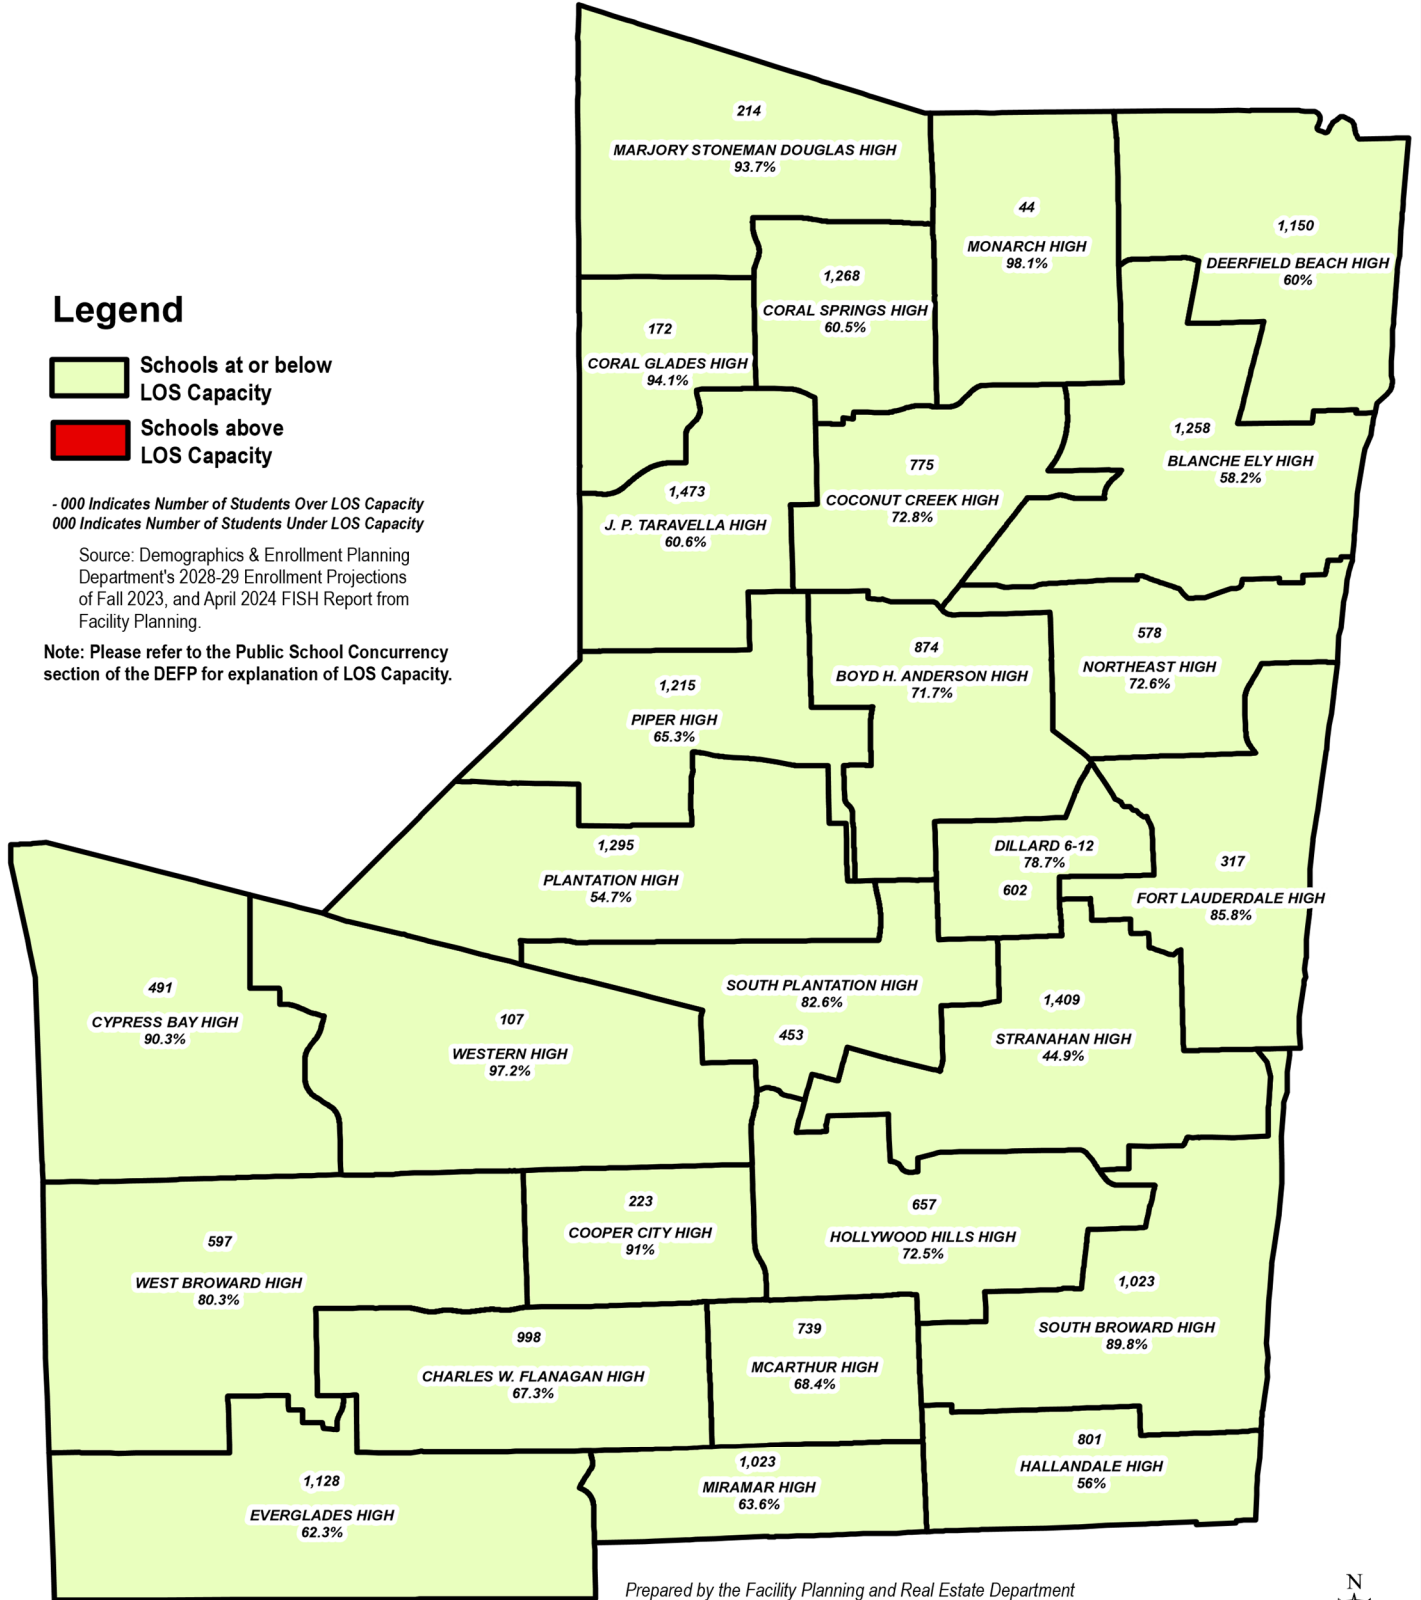 214
MARJORY STONEMAN DOUGLAS HIGH
93.7%
44
MONARCH HIGH
98.1%
1,150
DEERFIELD BEACH HIGH
60%
1,268
CORAL SPRINGS HIGH
60.5%
172
CORAL GLADES HIGH
94.1%
Legend
Schools at or below
LOS Capacity
Schools above
LOS Capacity
- 000 Indicates Number of Students Over LOS Capacity
000 Indicates Number of Students Under LOS Capacity
Source: Demographics & Enrollment Planning
Department's 2028-29 Enrollment Projections
of Fall 2023, and April 2024 FISH Report from
Facility Planning.
Note: Please refer to the Public School Concurrency
section of the DEFP for explanation of LOS Capacity.
1,258
BLANCHE ELY HIGH
58.2%
775
COCONUT CREEK HIGH
72.8%
1,473
J. P. TARAVELLA HIGH
60.6%
578
NORTHEAST HIGH
72.6%
874
BOYD H. ANDERSON HIGH
71.7%
1,215
PIPER HIGH
65.3%
1,295
PLANTATION HIGH
54.7%
DILLARD 6-12
78.7%
602
317
FORT LAUDERDALE HIGH
85.8%
491
CYPRESS BAY HIGH
90.3%
107
WESTERN HIGH
97.2%
SOUTH PLANTATION HIGH
82.6%
453
1,409
STRANAHAN HIGH
44.9%
597
WEST BROWARD HIGH
80.3%
223
COOPER CITY HIGH
91%
657
HOLLYWOOD HILLS HIGH
72.5%
1,023
SOUTH BROWARD HIGH
89.8%
998
CHARLES W. FLANAGAN HIGH
67.3%
739
MCARTHUR HIGH
68.4%
801
HALLANDALE HIGH
56%
1,128
EVERGLADES HIGH
62.3%
1,023
MIRAMAR HIGH
63.6%
Prepared by the Facility Planning and Real Estate Department
N